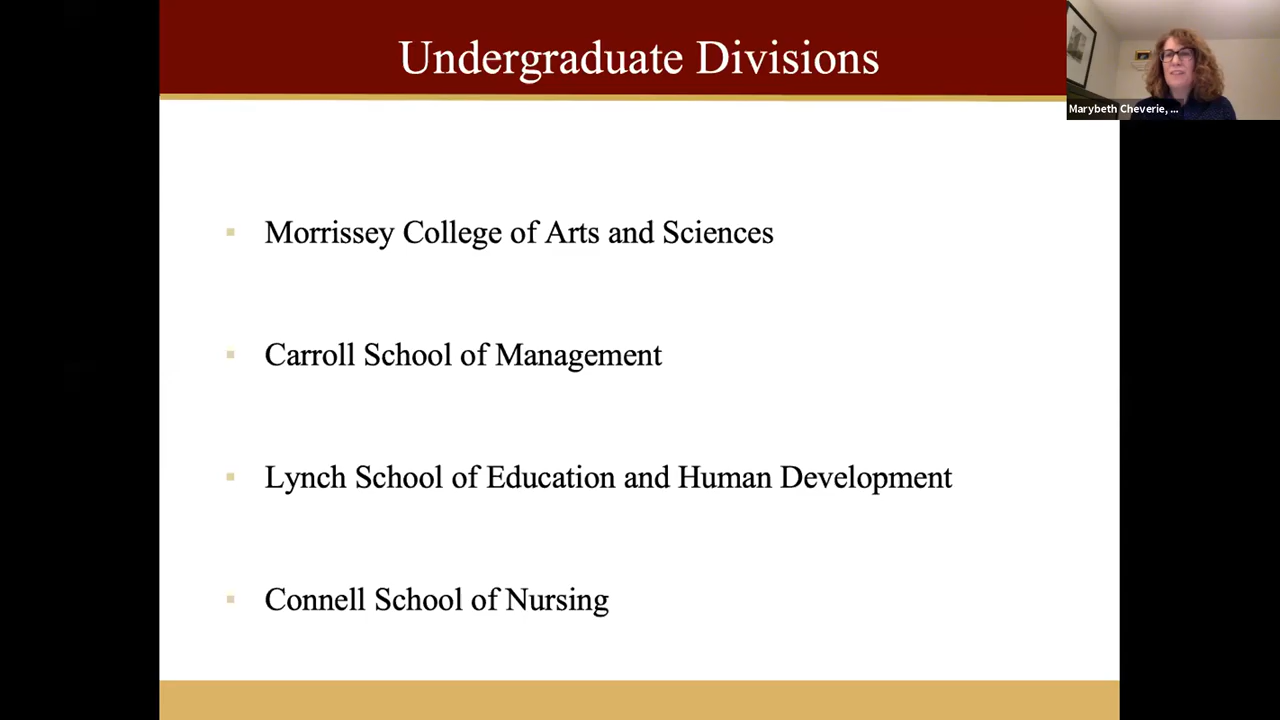 Undergraduate Divisions
Marybeth Cheverie, ...
Morrissey College of Arts and Sciences
Carroll School of Management
Lynch School of Education and Human Development
Connell School of Nursing